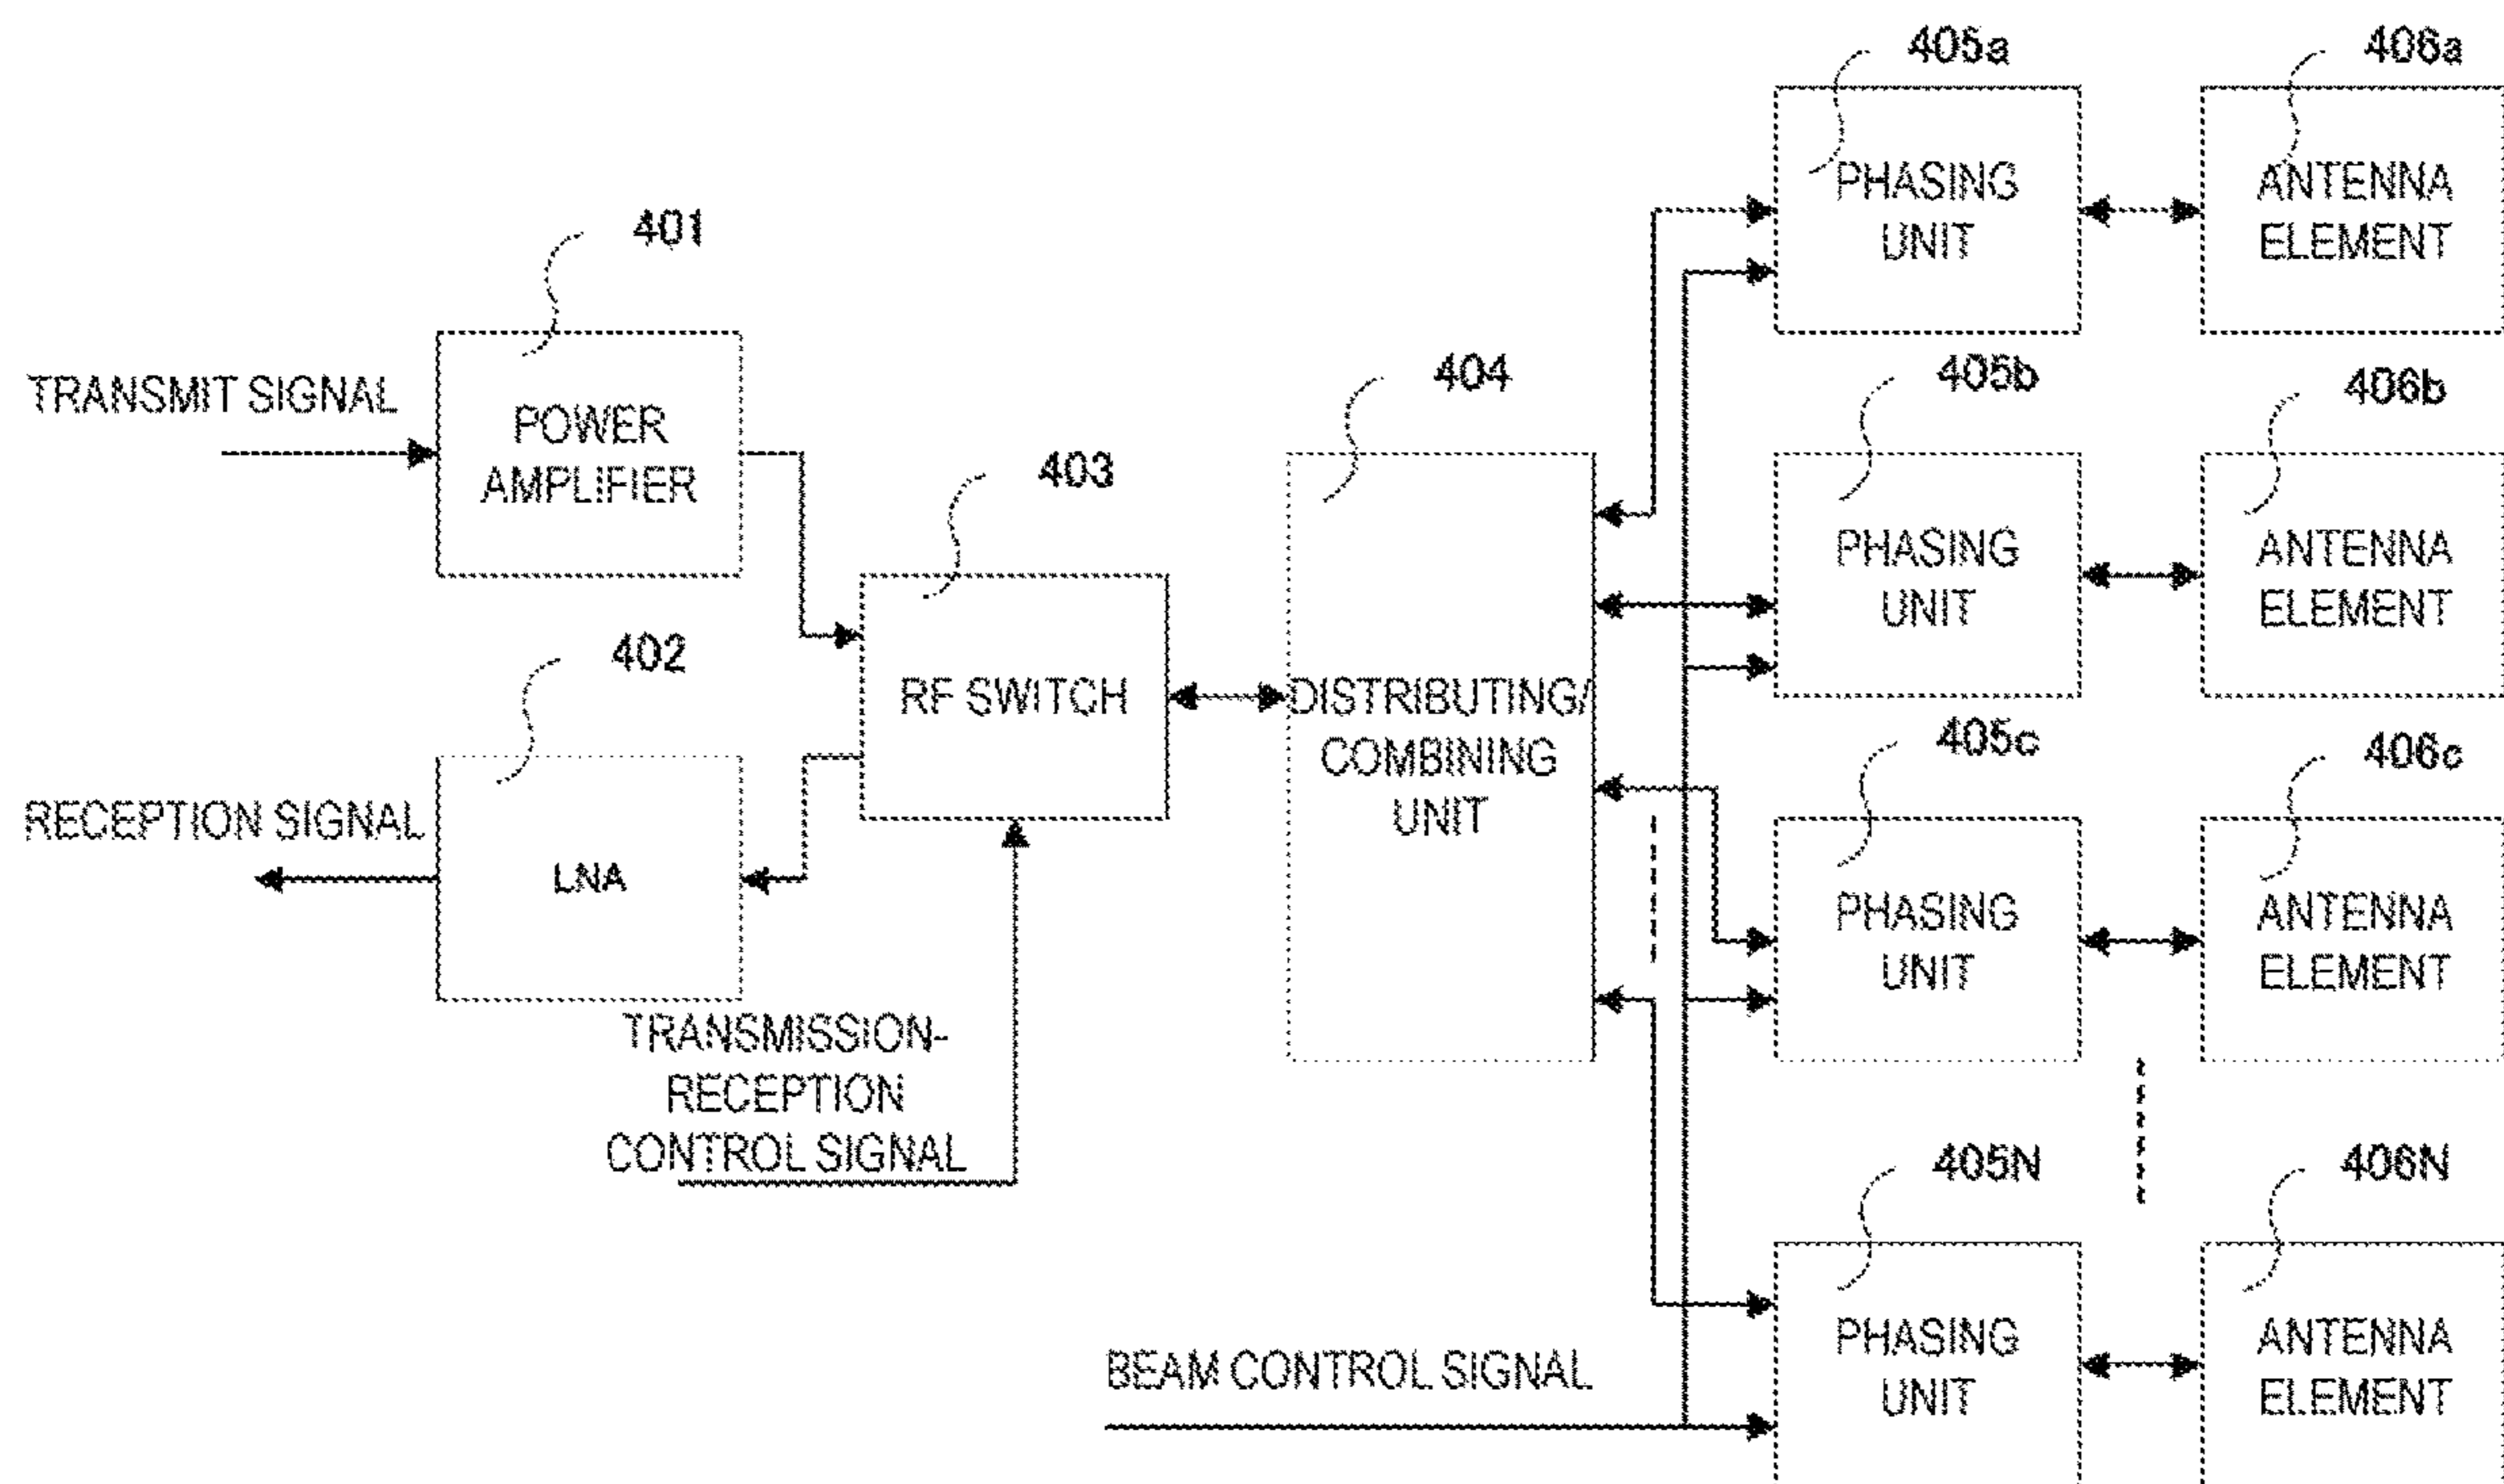 405a
406a
PHASING
UNIT
ANTENNA
ELEMENT
401
TRANSMIT SIGNAL
POWER
AMPLIFIER
404
405b
406b
403
PHASING
UNIT
ANTENNA
ELEMENT
402
RF SWITCH
DISTRIBUTING/
COMBINING
UNIT
405c
406c
RECEPTION SIGNAL
LNA
PHASING
UNIT
ANTENNA
ELEMENT
TRANSMISSION-
RECEPTION
CONTROL SIGNAL
405N
406N
BEAM CONTROL SIGNAL
PHASING
UNIT
ANTENNA
ELEMENT